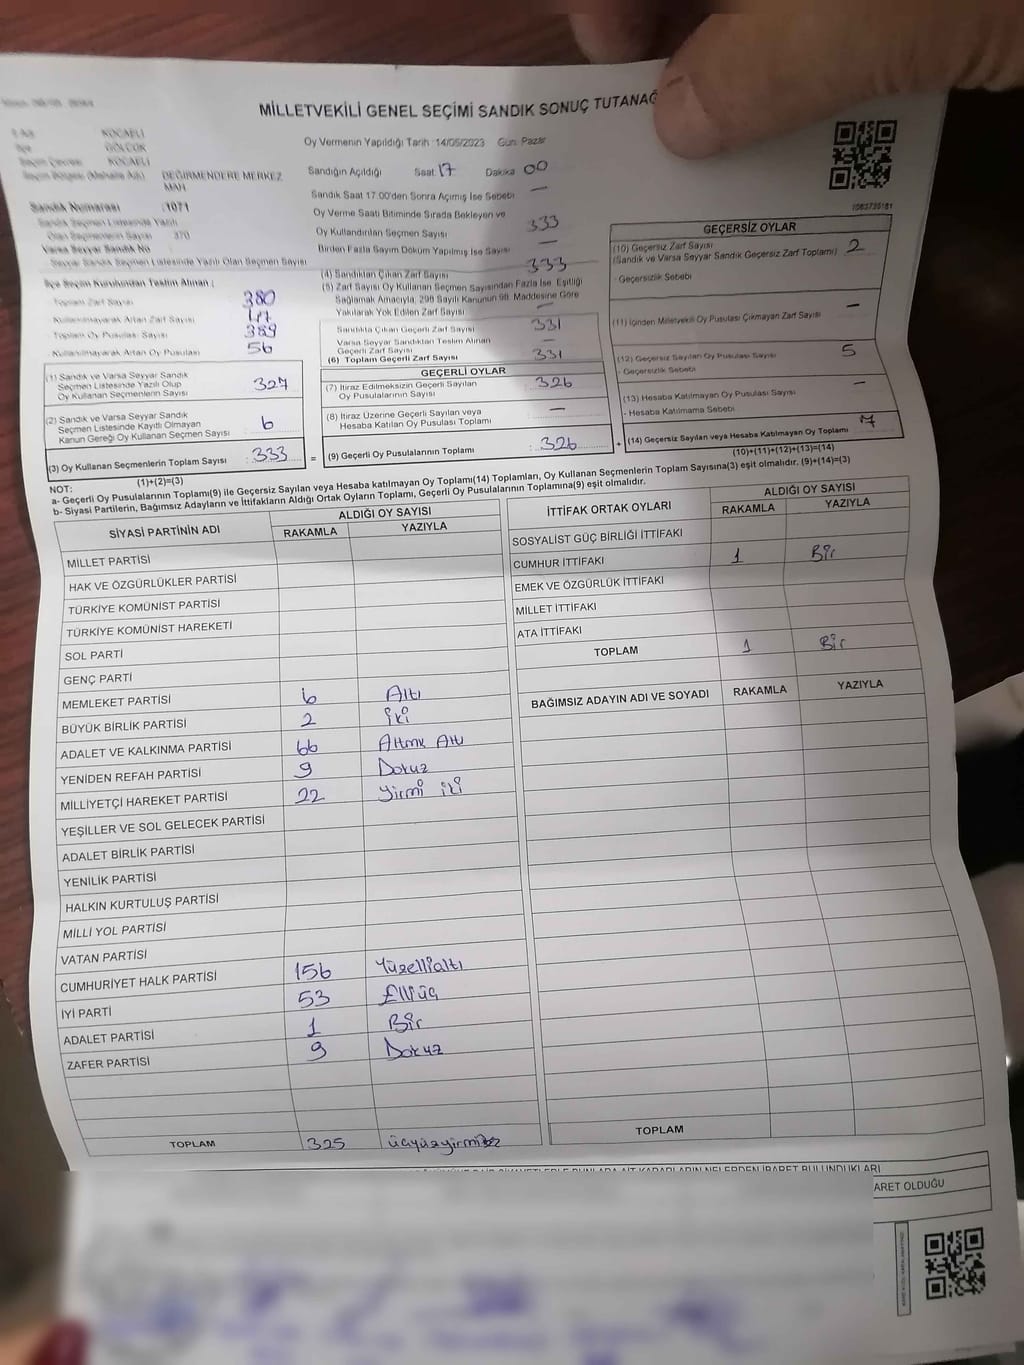 MİLLETVEKİLİ GENEL SEÇİMİ SANDIK SONUÇ TUTANAĞ
KOCAELİ
GÖLCÜK
Seçim Çevresi KOCAELİ
Seçim Bölgesi (Mahalle Adı) DEĞİRMENDERE MERKEZ MAH
Sandık Numarası :1071
Sandık Seçmen Listesinde Yazılı
Olan Seçmenlerin Sayısı 370
Varsa Seyyar Sandık No
Seyyar Sandık Seçmen Listesinde Yazılı Olan Seçmen Sayısı
Oy Vermenin Yapıldığı Tarih : 14/05/2023 Gün: Pazar
Sandığın Açıldığı Saat 17 Dakika 00
Sandık Saat 17.00'den Sonra Açımış İse Sebebi —
Oy Verme Saati Bitiminde Sırada Bekleyen ve
Oy Kullandırılan Seçmen Sayısı 333
Birden Fazla Sayım Döküm Yapılmış İse Sayısı —
İlçe Seçim Kurulundan Teslim Alınan :
- Toplam Zarf Sayısı 380
- Kullanılmayarak Artan Zarf Sayısı 47
- Toplam Oy Pusulası Sayısı 389
- Kullanılmayarak Artan Oy Pusulası 56
(1) Sandık ve Varsa Seyyar Sandık
Seçmen Listesinde Yazılı Olup
Oy Kullanan Seçmenlerin Sayısı : 327
(2) Sandık ve Varsa Seyyar Sandık
Seçmen Listesinde Kayıtlı Olmayan
Kanun Gereği Oy Kullanan Seçmen Sayısı : 6
(3) Oy Kullanan Seçmenlerin Toplam Sayısı : 333
(1)+(2)=(3)
(4) Sandıktan Çıkan Zarf Sayısı 333
(5) Zarf Sayısı Oy Kullanan Seçmen Sayısından Fazla İse, Eşitliği
Sağlamak Amacıyla, 298 Sayılı Kanunun 98. Maddesine Göre
Yakılarak Yok Edilen Zarf Sayısı —
Sandıkta Çıkan Geçerli Zarf Sayısı 331
Varsa Seyyar Sandıktan Teslim Alınan
Geçerli Zarf Sayısı —
(6) Toplam Geçerli Zarf Sayısı 331
GEÇERLİ OYLAR
(7) İtiraz Edilmeksizin Geçerli Sayılan
Oy Pusulalarının Sayısı : 326
(8) İtiraz Üzerine Geçerli Sayılan veya
Hesaba Katılan Oy Pusulası Toplamı : —
= (9) Geçerli Oy Pusulalarının Toplamı : 326
GEÇERSİZ OYLAR
(10) Geçersiz Zarf Sayısı 2
(Sandık ve Varsa Seyyar Sandık Geçersiz Zarf Toplamı)
- Geçersizlik Sebebi
(11) İçinden Milletvekili Oy Pusulası Çıkmayan Zarf Sayısı —
(12) Geçersiz Sayılan Oy Pusulası Sayısı 5
- Geçersizlik Sebebi
(13) Hesaba Katılmayan Oy Pusulası Sayısı —
- Hesaba Katılmama Sebebi
+ (14) Geçersiz Sayılan veya Hesaba Katılmayan Oy Toplamı 7
(10)+(11)+(12)+(13)=(14)
NOT:
a- Geçerli Oy Pusulalarının Toplamı(9) ile Geçersiz Sayılan veya Hesaba katılmayan Oy Toplamı(14) Toplamları, Oy Kullanan Seçmenlerin Toplam Sayısına(3) eşit olmalıdır. (9)+(14)=(3)
b- Siyasi Partilerin, Bağımsız Adayların ve İttifakların Aldığı Ortak Oyların Toplamı, Geçerli Oy Pusulalarının Toplamına(9) eşit olmalıdır.
SİYASİ PARTİNİN ADI ALDIĞI OY SAYISI
RAKAMLA YAZIYLA
MİLLET PARTİSİ
HAK VE ÖZGÜRLÜKLER PARTİSİ
TÜRKİYE KOMÜNİST PARTİSİ
TÜRKİYE KOMÜNİST HAREKETİ
SOL PARTİ
GENÇ PARTİ
MEMLEKET PARTİSİ 6 Altı
BÜYÜK BİRLİK PARTİSİ 2 İki
ADALET VE KALKINMA PARTİSİ 66 Altmış Altı
YENİDEN REFAH PARTİSİ 9 Dokuz
MİLLİYETÇİ HAREKET PARTİSİ 22 Yirmi iki
YEŞİLLER VE SOL GELECEK PARTİSİ
ADALET BİRLİK PARTİSİ
YENİLİK PARTİSİ
HALKIN KURTULUŞ PARTİSİ
MİLLİ YOL PARTİSİ
VATAN PARTİSİ
CUMHURİYET HALK PARTİSİ 156 Yüzellialtı
İYİ PARTİ 53 Elliüç
ADALET PARTİSİ 1 Bir
ZAFER PARTİSİ 9 Dokuz
TOPLAM 325
İTTİFAK ORTAK OYLARI ALDIĞI OY SAYISI
RAKAMLA YAZIYLA
SOSYALİST GÜÇ BİRLİĞİ İTTİFAKI
CUMHUR İTTİFAKI 1 Bir
EMEK VE ÖZGÜRLÜK İTTİFAKI
MİLLET İTTİFAKI
ATA İTTİFAKI
TOPLAM 1 Bir
BAĞIMSIZ ADAYIN ADI VE SOYADI RAKAMLA YAZIYLA
TOPLAM
ARET OLDUĞU